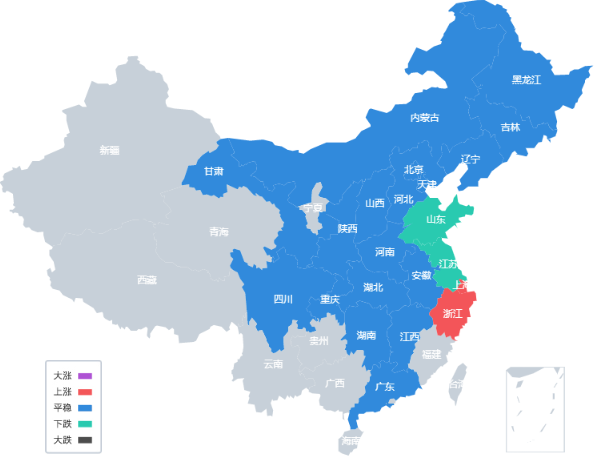 黑龙江
内蒙古
吉林
新疆
辽宁
北京
甘肃
天津
河北
山西
宁夏
山东
陕西
青海
河南
江苏
安徽
西藏
上海
湖北
四川
重庆
浙江
湖南
江西
贵州
福建
云南
广西
广东
台湾
海南
大涨
上涨
平稳
下跌
大跌